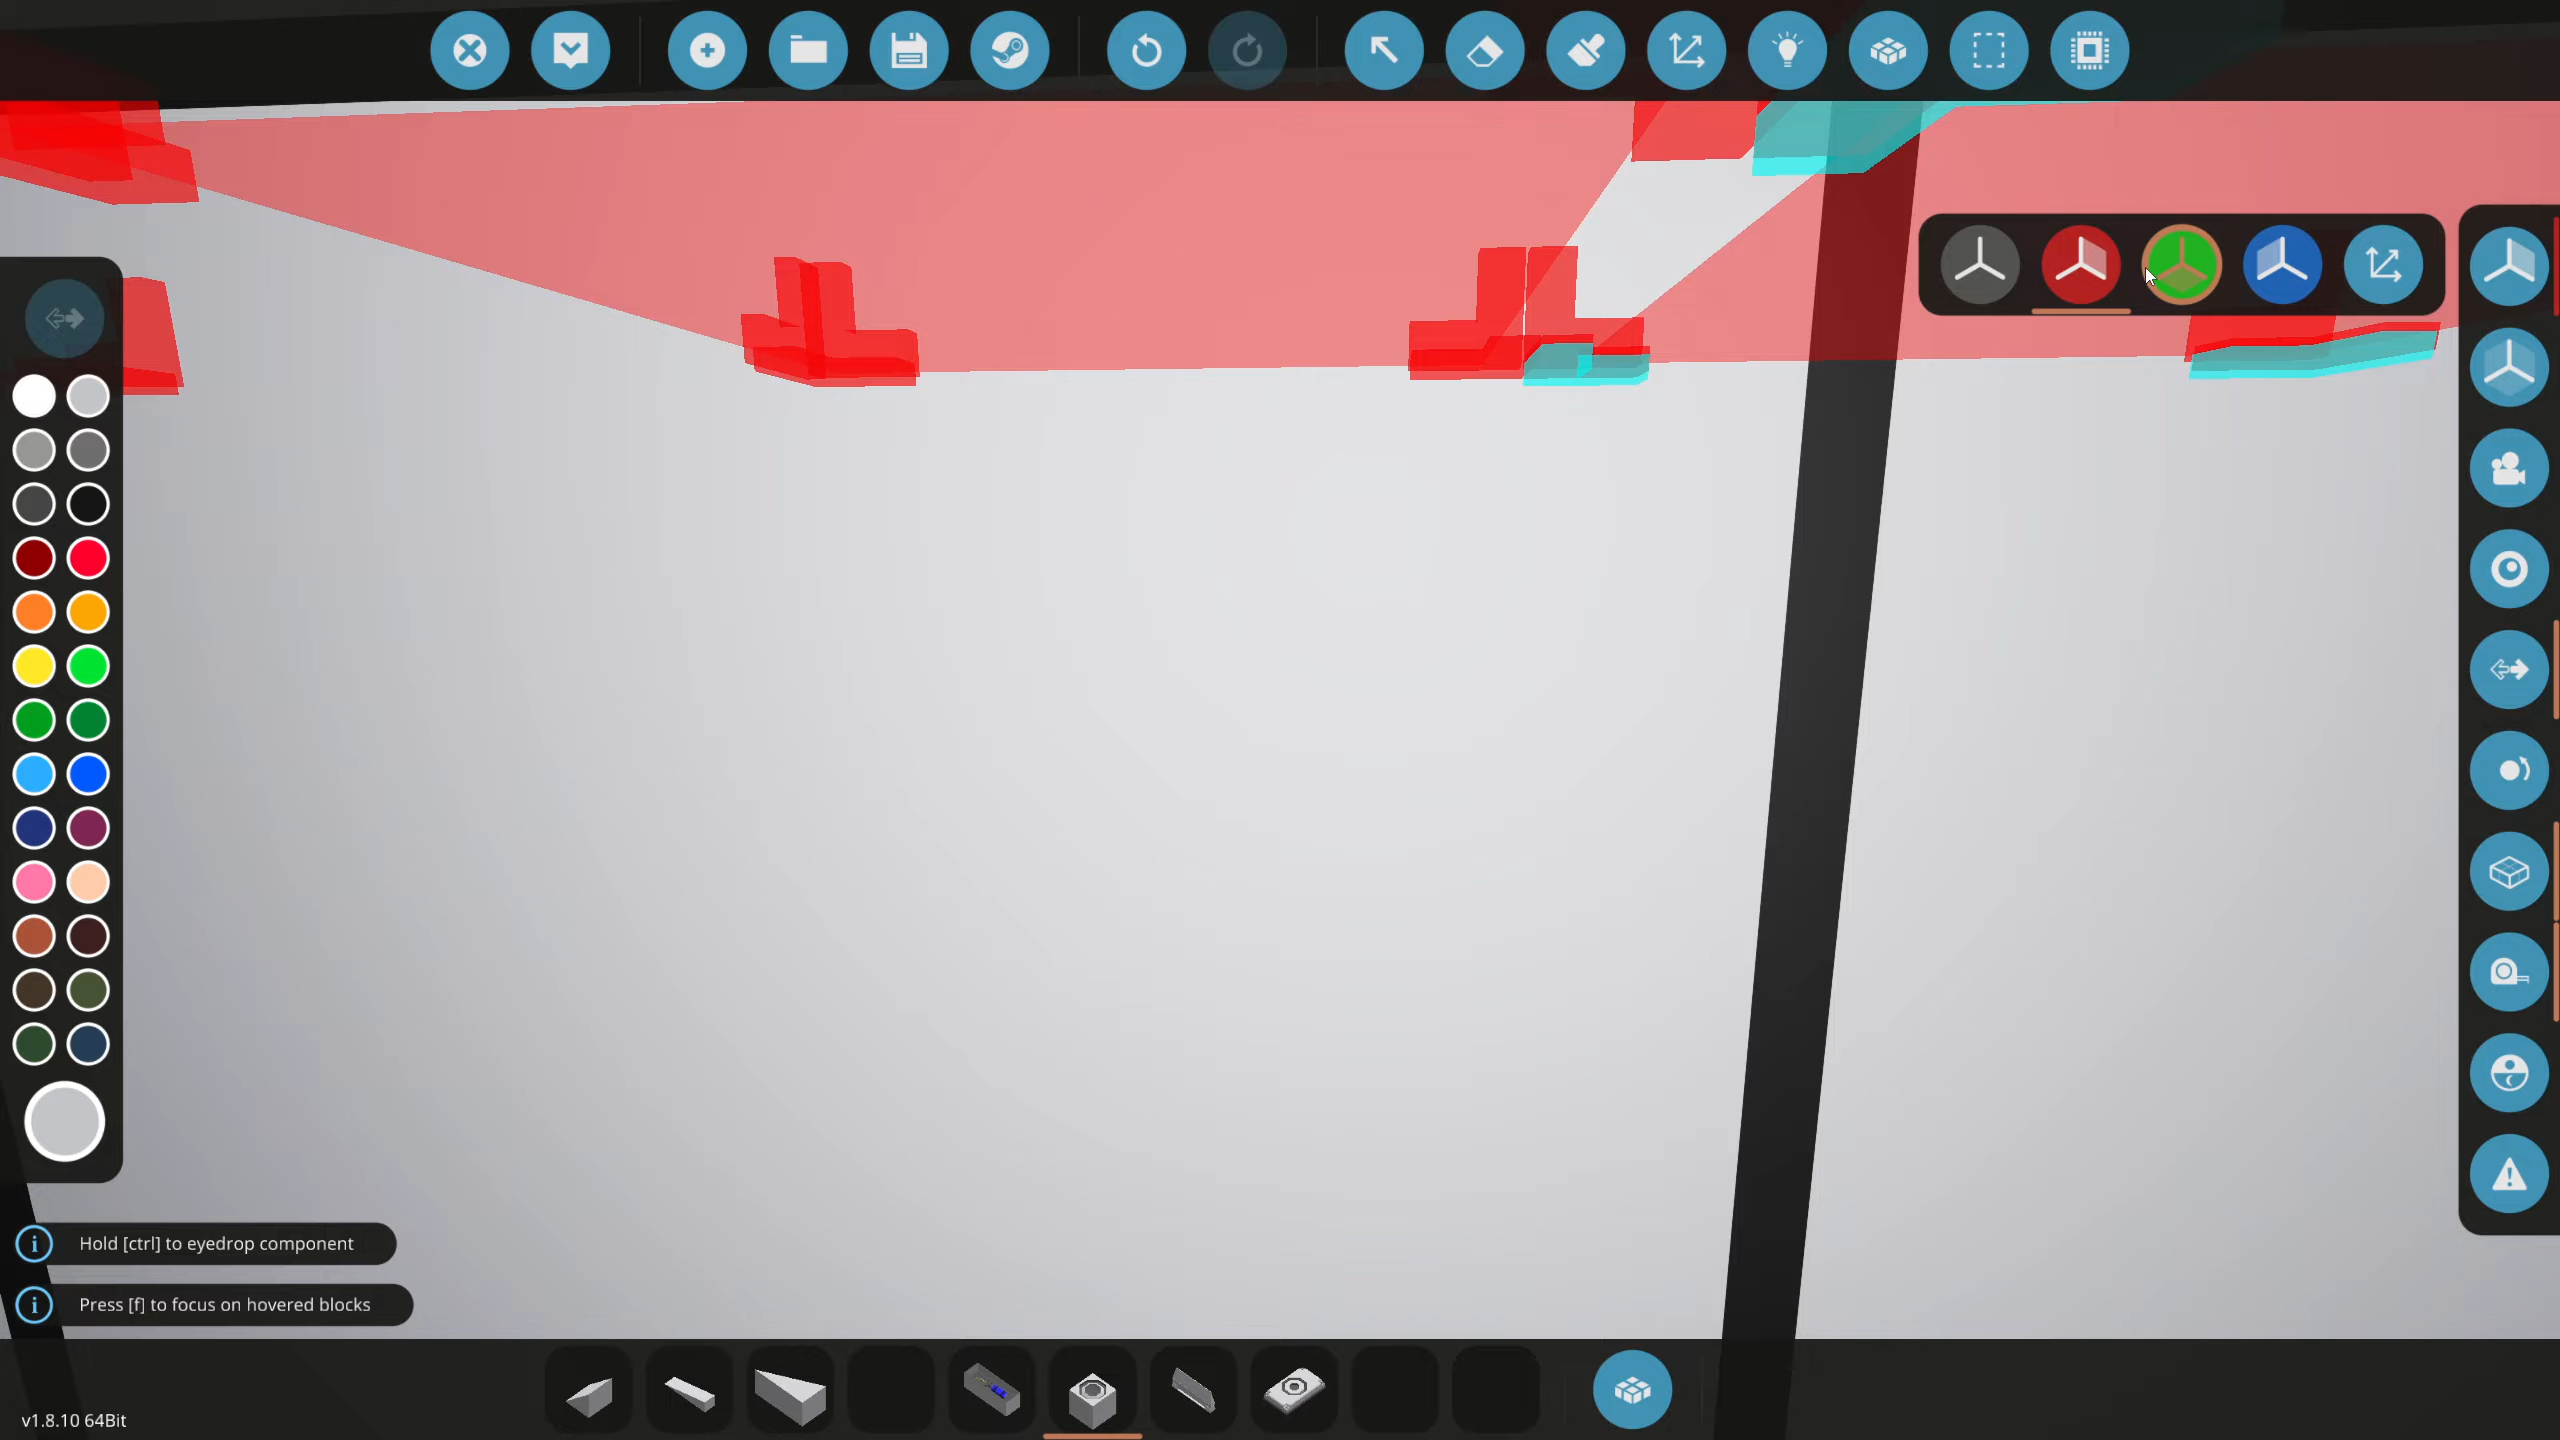 Hold [ctrl] to eyedrop component
Press [f] to focus on hovered blocks
v1.8.10 64Bit